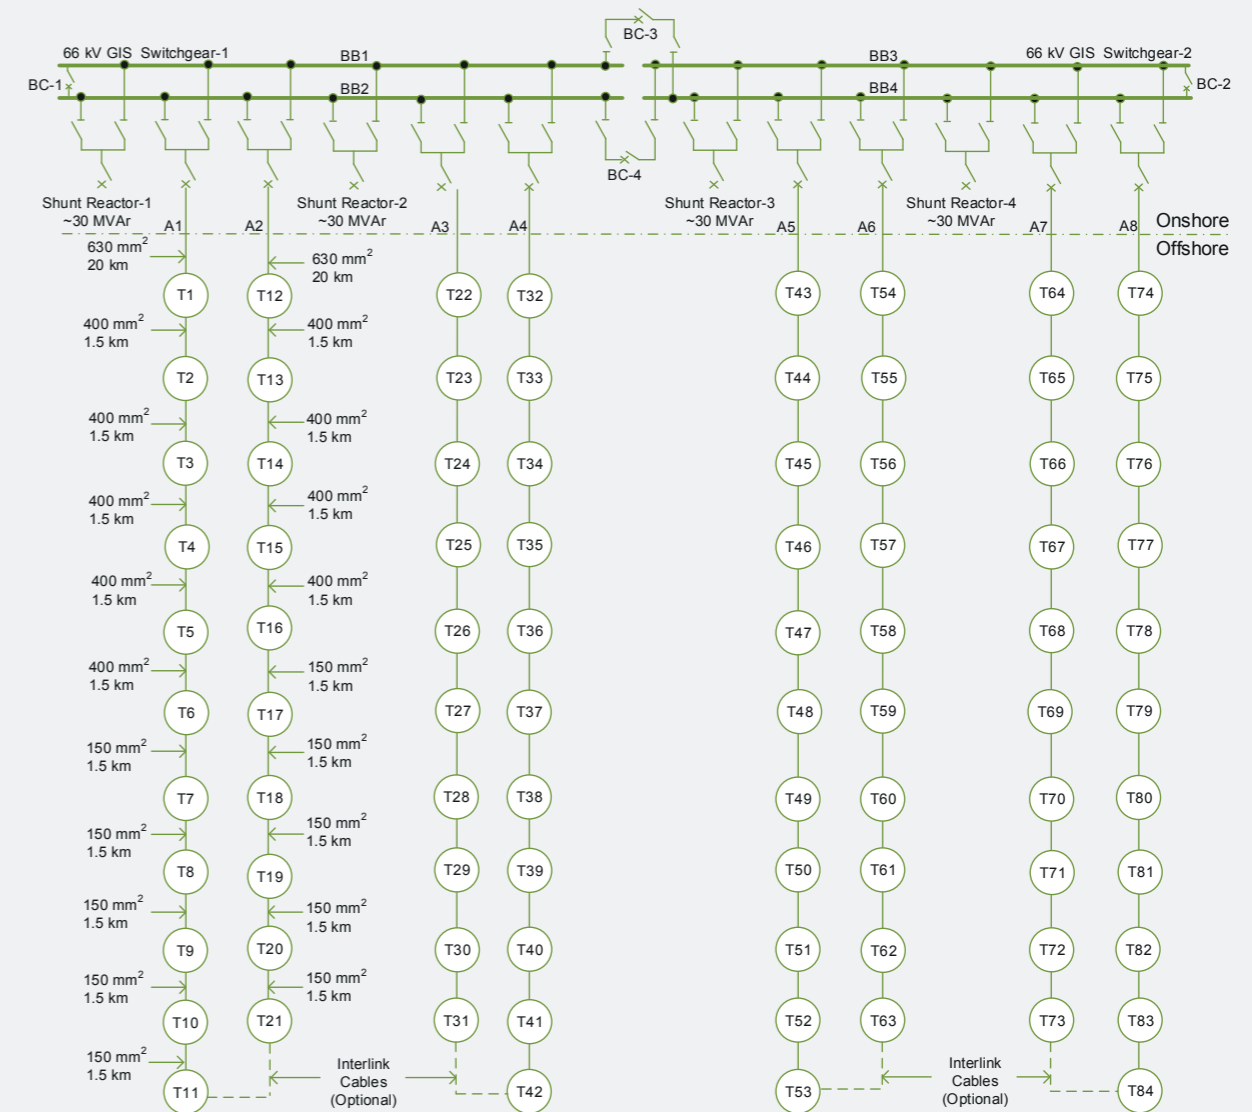 BC-3
66 kV GIS Switchgear-1
BB1
BB3
66 kV GIS Switchgear-2
BC-1
BB2
BB4
BC-2
BC-4
Shunt Reactor-1
~30 MVAr
A1
A2
Shunt Reactor-2
~30 MVAr
A3
A4
Shunt Reactor-3
~30 MVAr
A5
A6
Shunt Reactor-4
~30 MVAr
A7
A8
Onshore
Offshore
630 mm²
20 km
630 mm²
20 km
T1
T12
T22
T32
T43
T54
T64
T74
400 mm²
1.5 km
400 mm²
1.5 km
T2
T13
T23
T33
T44
T55
T65
T75
400 mm²
1.5 km
400 mm²
1.5 km
T3
T14
T24
T34
T45
T56
T66
T76
400 mm²
1.5 km
400 mm²
1.5 km
T4
T15
T25
T35
T46
T57
T67
T77
400 mm²
1.5 km
400 mm²
1.5 km
T5
T16
T26
T36
T47
T58
T68
T78
400 mm²
1.5 km
150 mm²
1.5 km
T6
T17
T27
T37
T48
T59
T69
T79
150 mm²
1.5 km
150 mm²
1.5 km
T7
T18
T28
T38
T49
T60
T70
T80
150 mm²
1.5 km
150 mm²
1.5 km
T8
T19
T29
T39
T50
T61
T71
T81
150 mm²
1.5 km
150 mm²
1.5 km
T9
T20
T30
T40
T51
T62
T72
T82
150 mm²
1.5 km
150 mm²
1.5 km
T10
T21
T31
T41
T52
T63
T73
T83
150 mm²
1.5 km
Interlink
Cables
(Optional)
Interlink
Cables
(Optional)
T11
T42
T53
T84